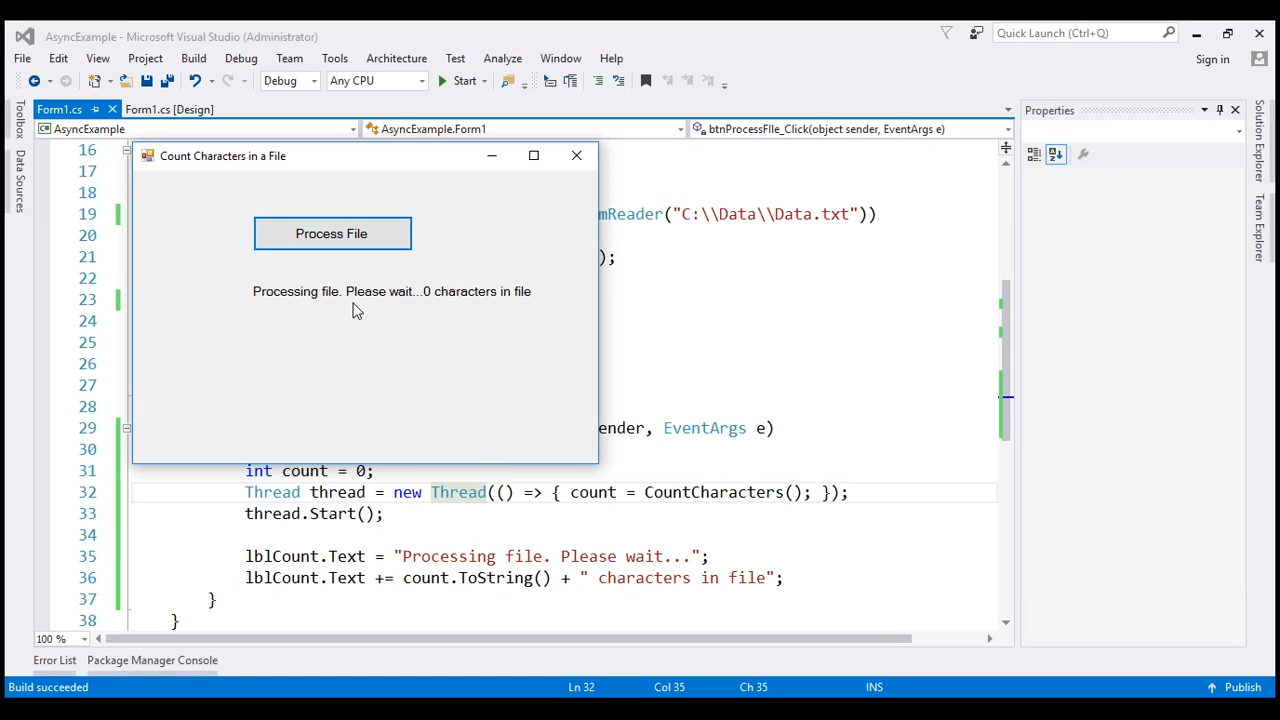 AsyncExample - Microsoft Visual Studio (Administrator)
Quick Launch (Ctrl+Q)
File Edit View Project Build Debug Team Tools Architecture Test Analyze Window Help
Sign in
Debug Any CPU Start
Form1.cs Form1.cs [Design]
Properties
AsyncExample AsyncExample.Form1 btnProcessFIle_Click(object sender, EventArgs e)
Toolbox
Data Sources
Solution Explorer
Team Explorer
Count Characters in a File
Process File
Processing file. Please wait...0 characters in file
16
17
18
19 mReader("C:\\Data\\Data.txt"))
20
21 );
22
23
24
25
26
27
28
29 ender, EventArgs e)
30
31 int count = 0;
32 Thread thread = new Thread(() => { count = CountCharacters(); });
33 thread.Start();
34
35 lblCount.Text = "Processing file. Please wait...";
36 lblCount.Text += count.ToString() + " characters in file";
37 }
38 }
100 %
Error List Package Manager Console
Build succeeded Ln 32 Col 35 Ch 35 INS Publish